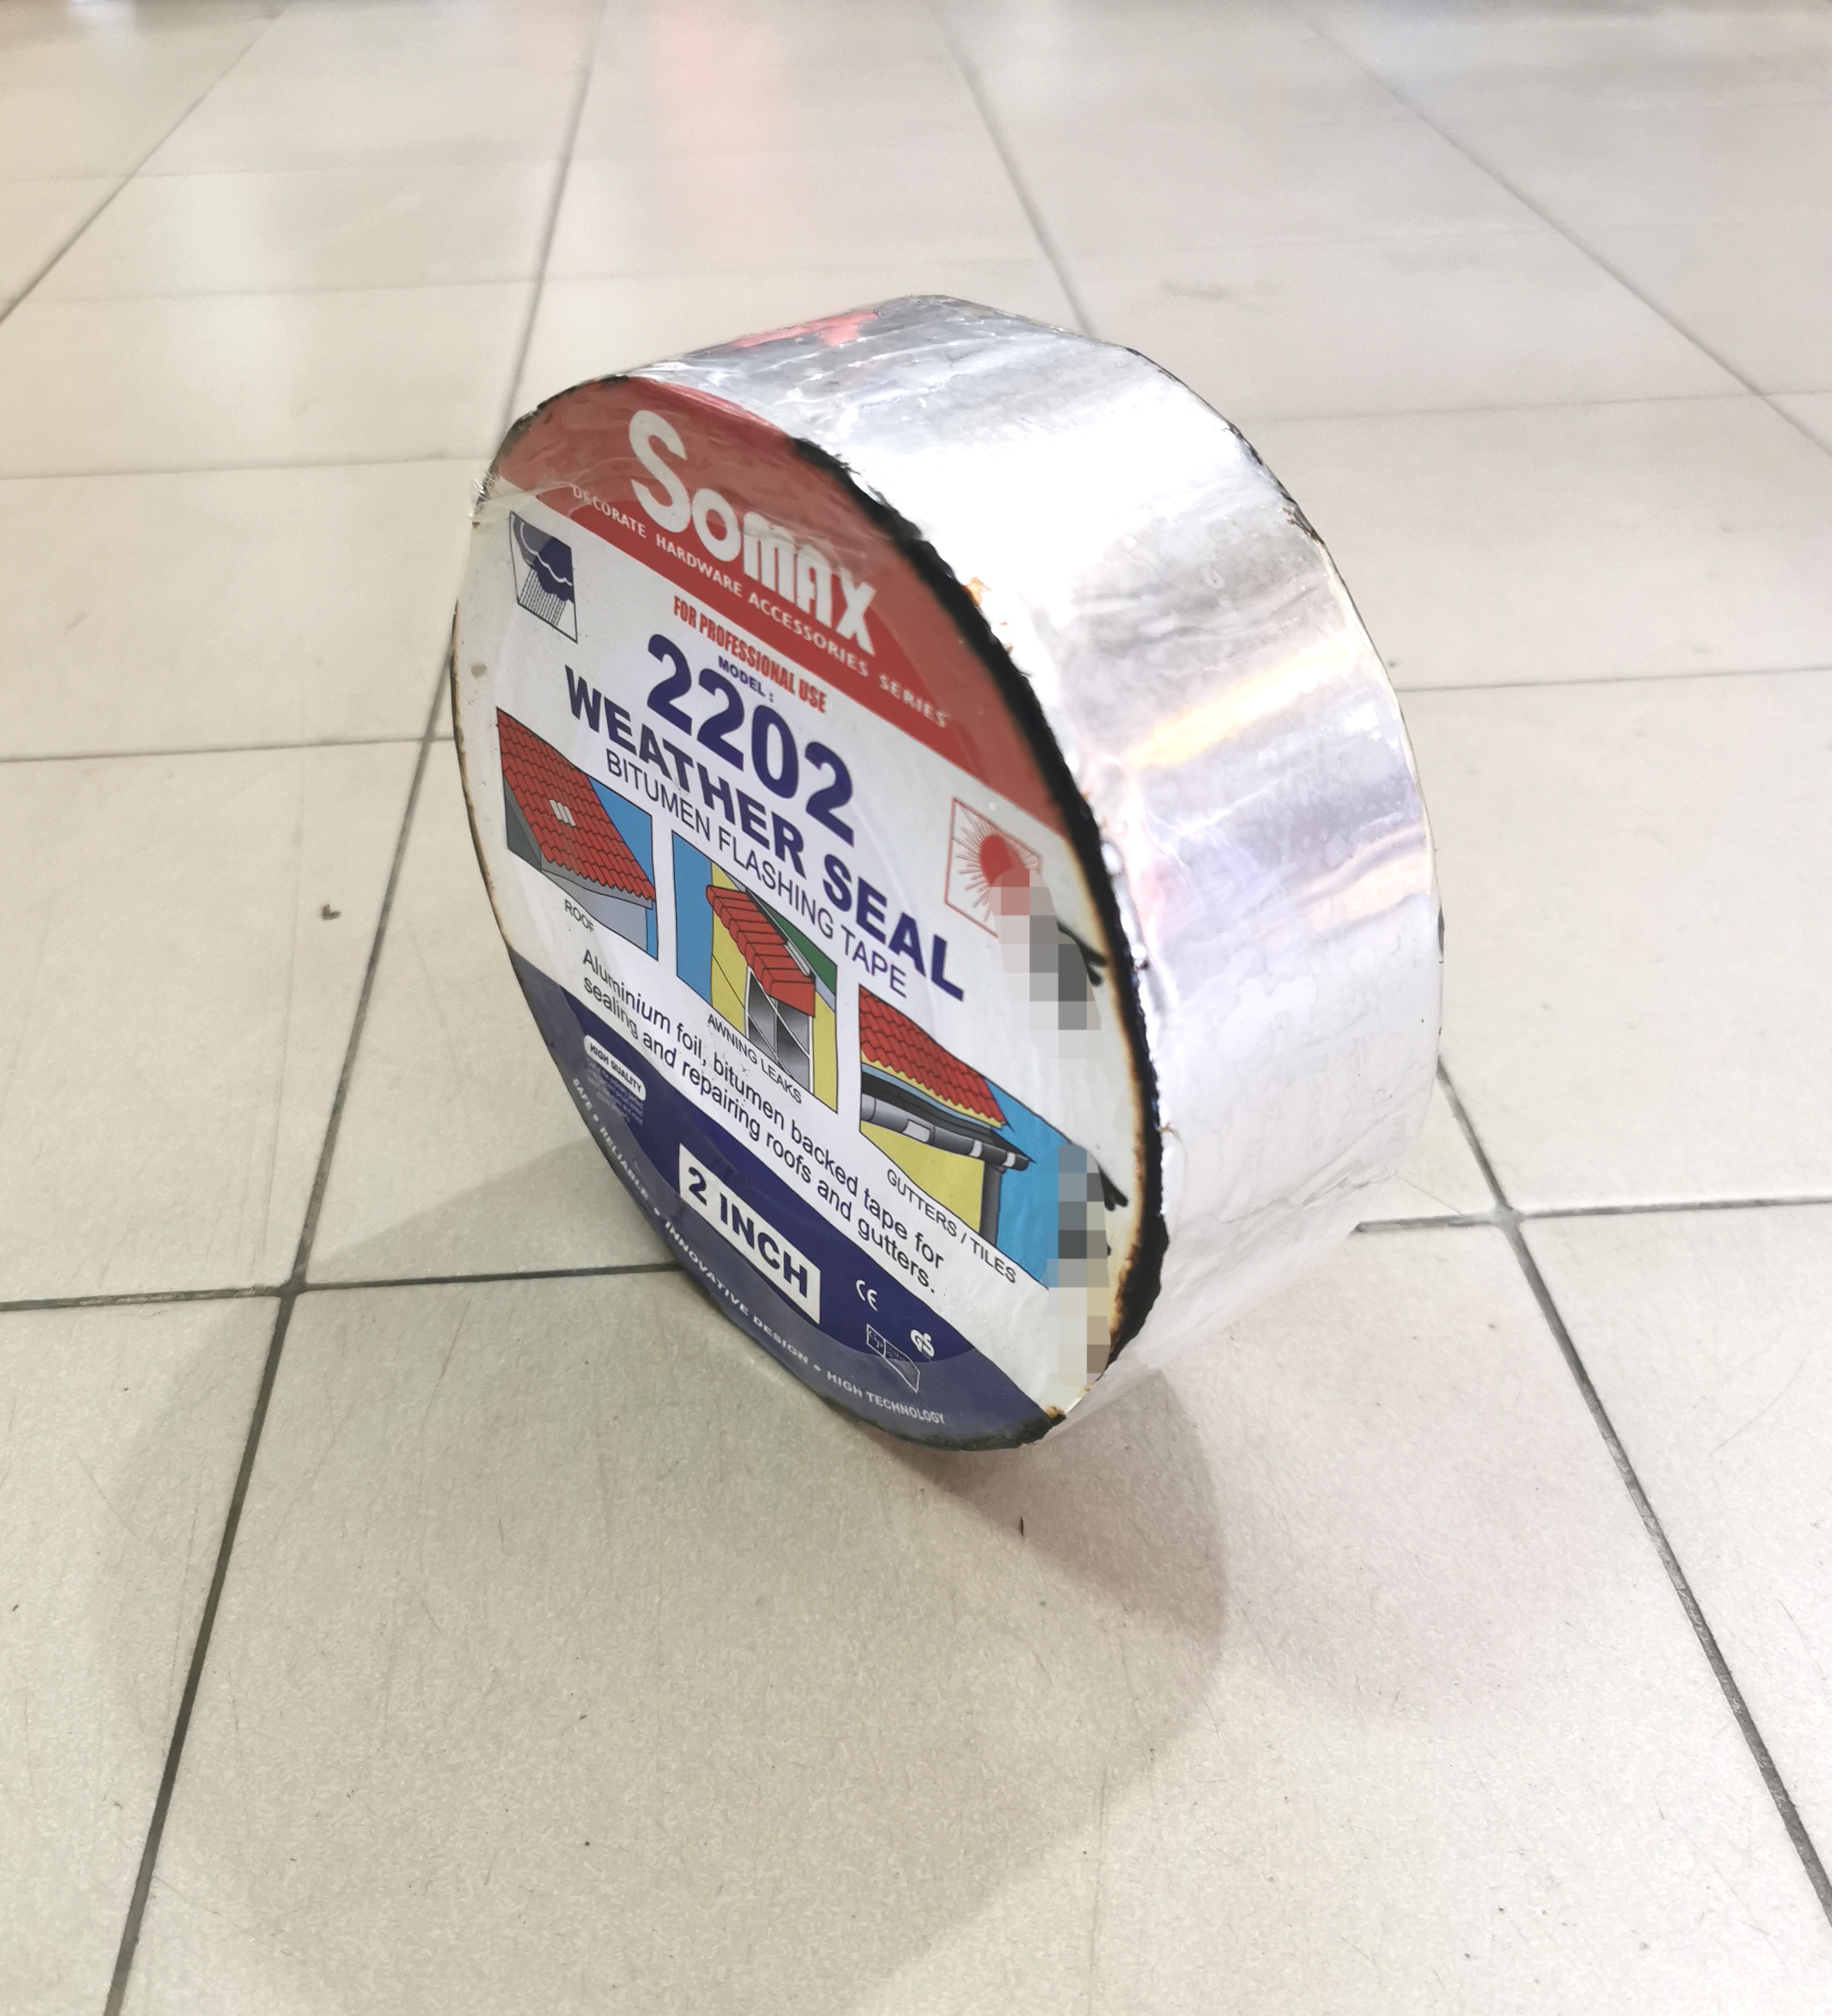 SOMAX
DECORATE HARDWARE ACCESSORIES SERIES
FOR PROFESSIONAL USE
MODEL :
2202
WEATHER SEAL
BITUMEN FLASHING TAPE
ROOF
AWNING LEAKS
GUTTERS / TILES
Aluminium foil, bitumen backed tape for
sealing and repairing roofs and gutters.
HIGH QUALITY
2 INCH
CE
GS
SAFE • RELIABLE • INNOVATIVE DESIGN • HIGH TECHNOLOGY